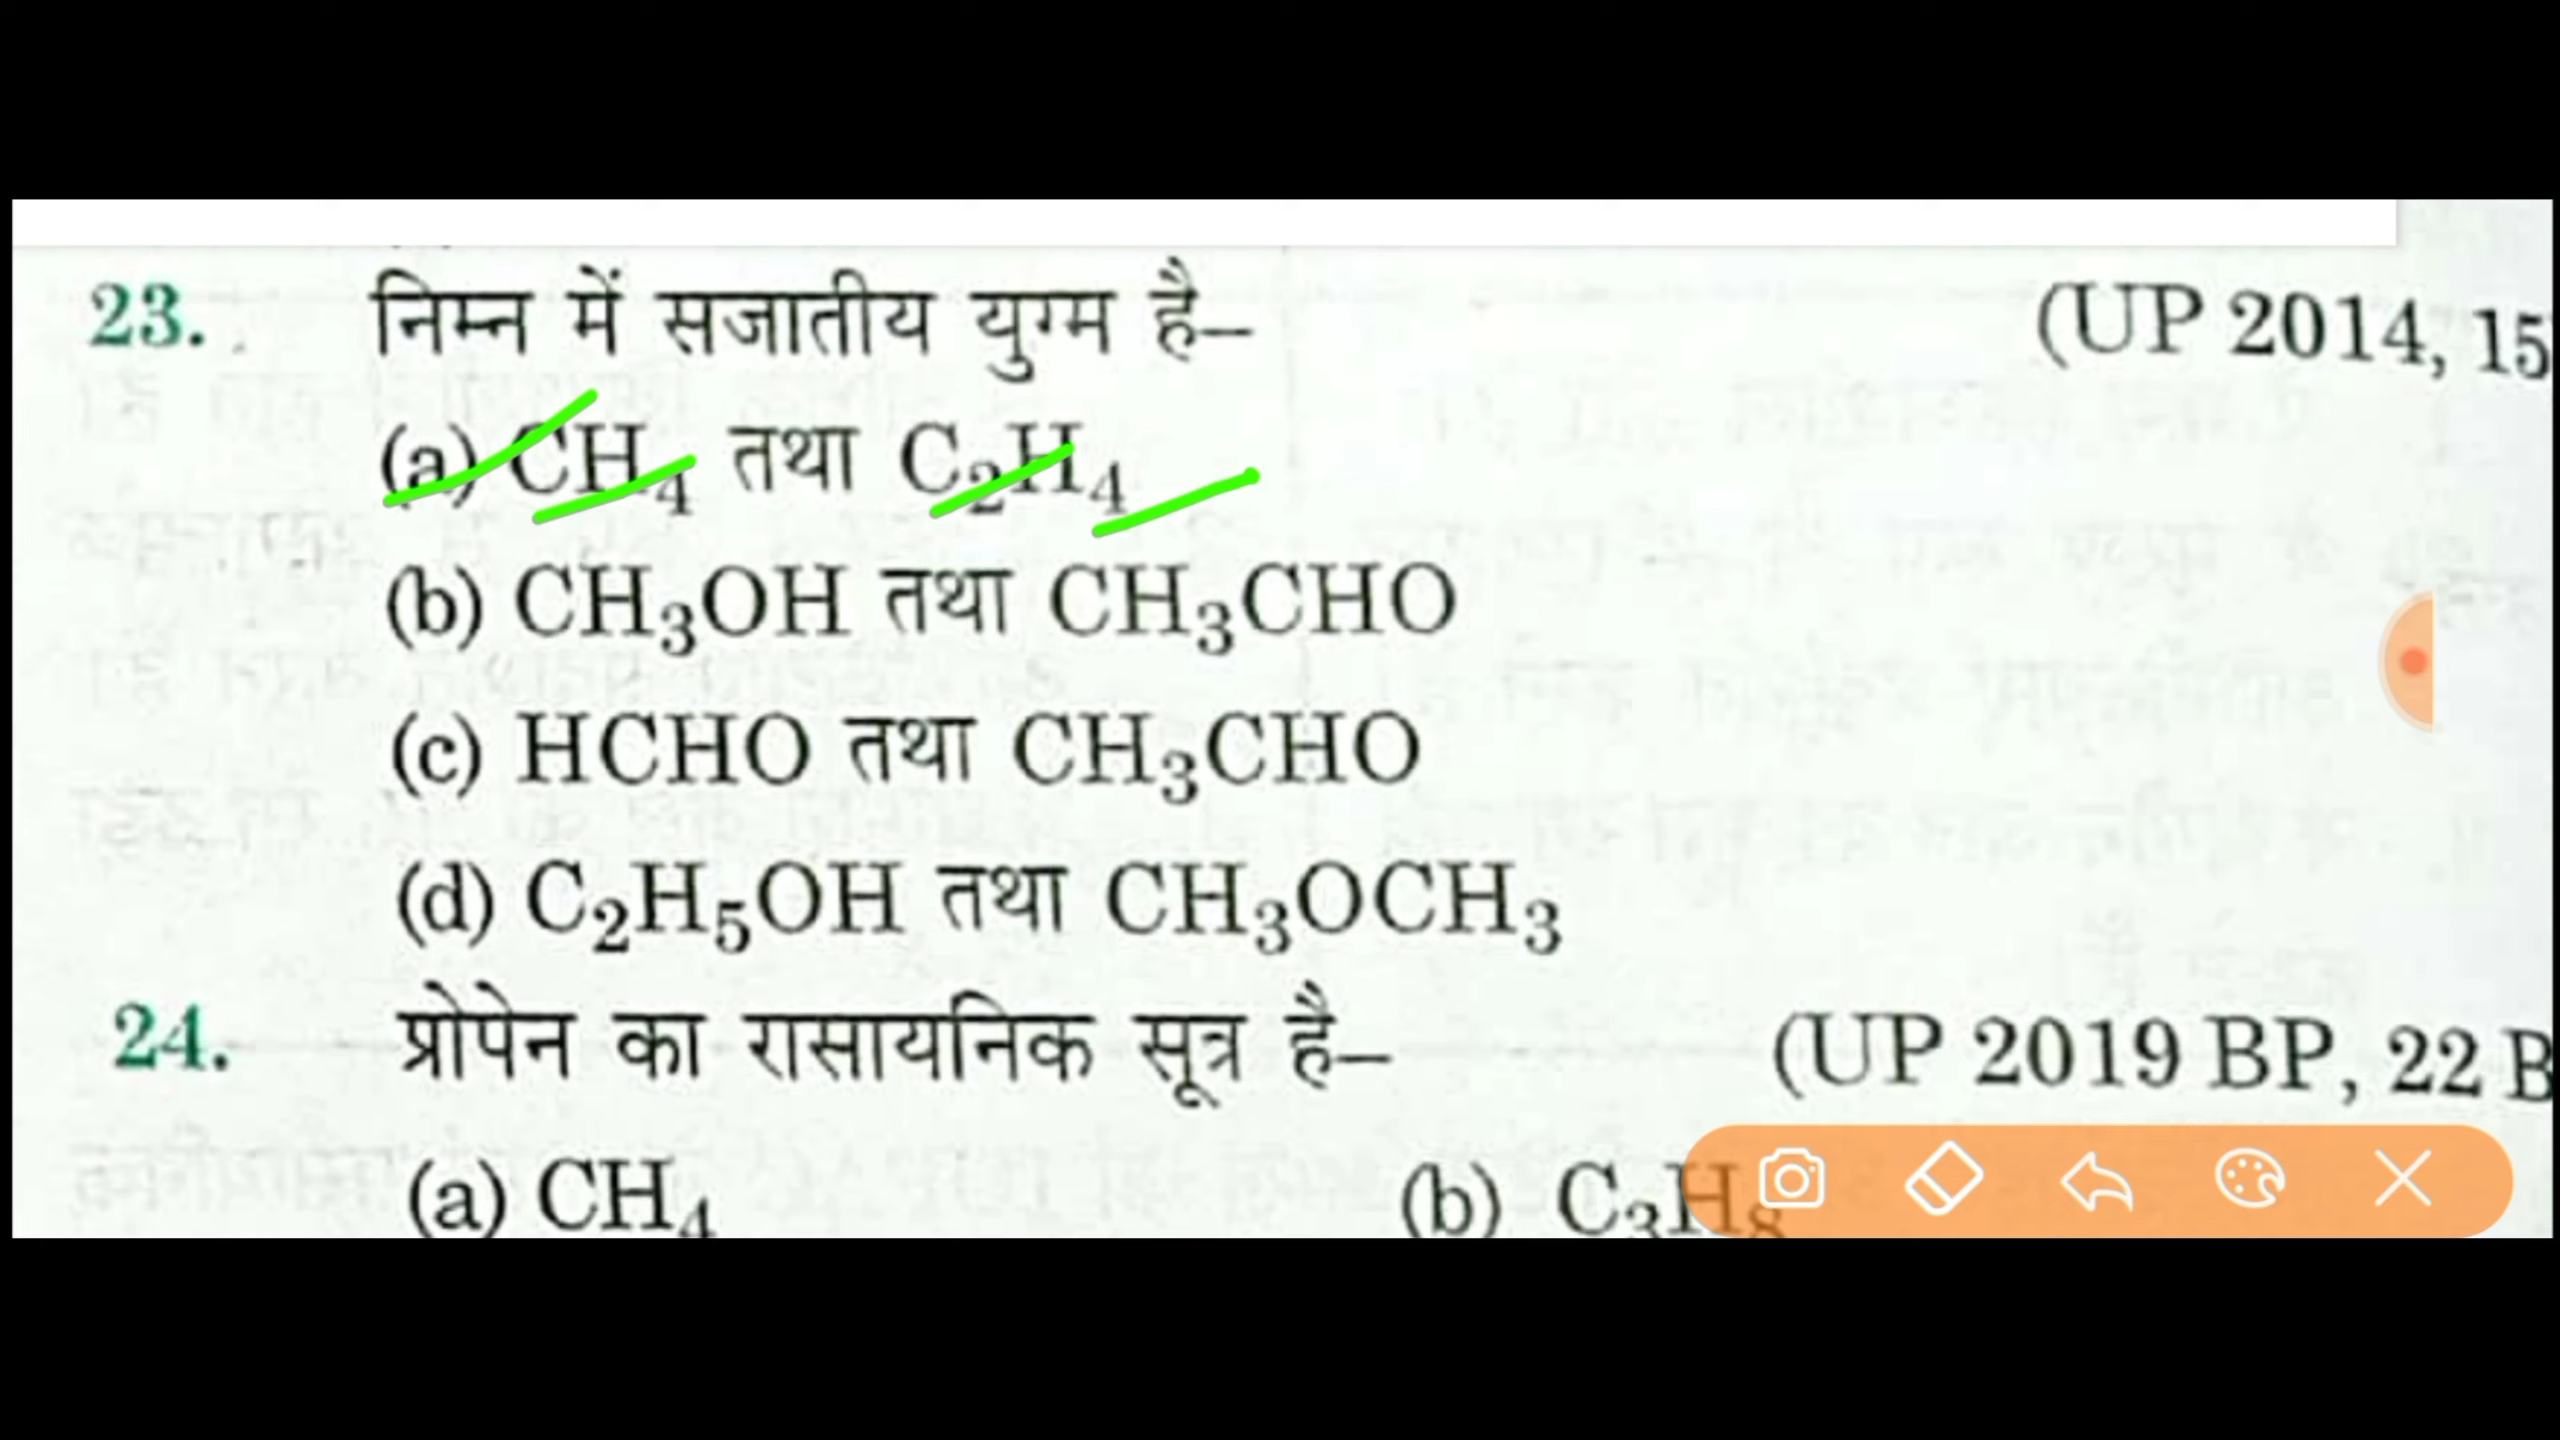 23. निम्न में सजातीय युग्म है– (UP 2014, 15
(a) CH₄ तथा C₂H₄
(b) CH₃OH तथा CH₃CHO
(c) HCHO तथा CH₃CHO
(d) C₂H₅OH तथा CH₃OCH₃
24. प्रोपेन का रासायनिक सूत्र है– (UP 2019 BP, 22 B
(a) CH₄ (b) C₃H₈